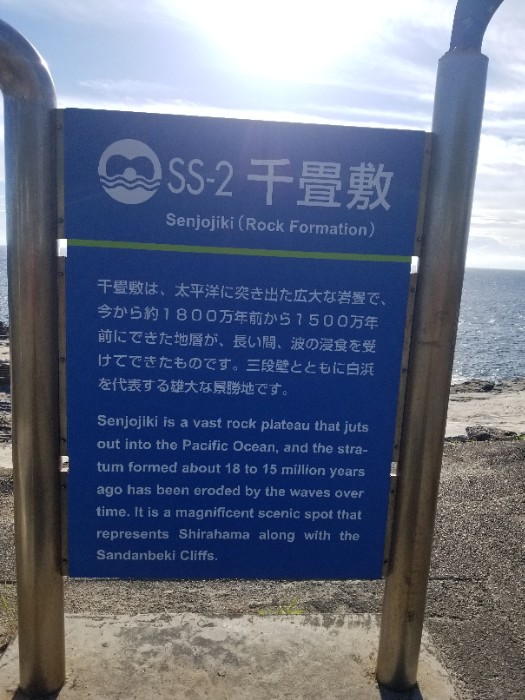 SS-2 千畳敷
Senjojiki (Rock Formation)
千畳敷は、太平洋に突き出た広大な岩畳で、
今から約１８００万年前から１５００万年
前にできた地層が、長い間、波の浸食を受
けてできたものです。三段壁とともに白浜
を代表する雄大な景勝地です。
Senjojiki is a vast rock plateau that juts
out into the Pacific Ocean, and the stra-
tum formed about 18 to 15 million years
ago has been eroded by the waves over
time. It is a magnificent scenic spot that
represents Shirahama along with the
Sandanbeki Cliffs.